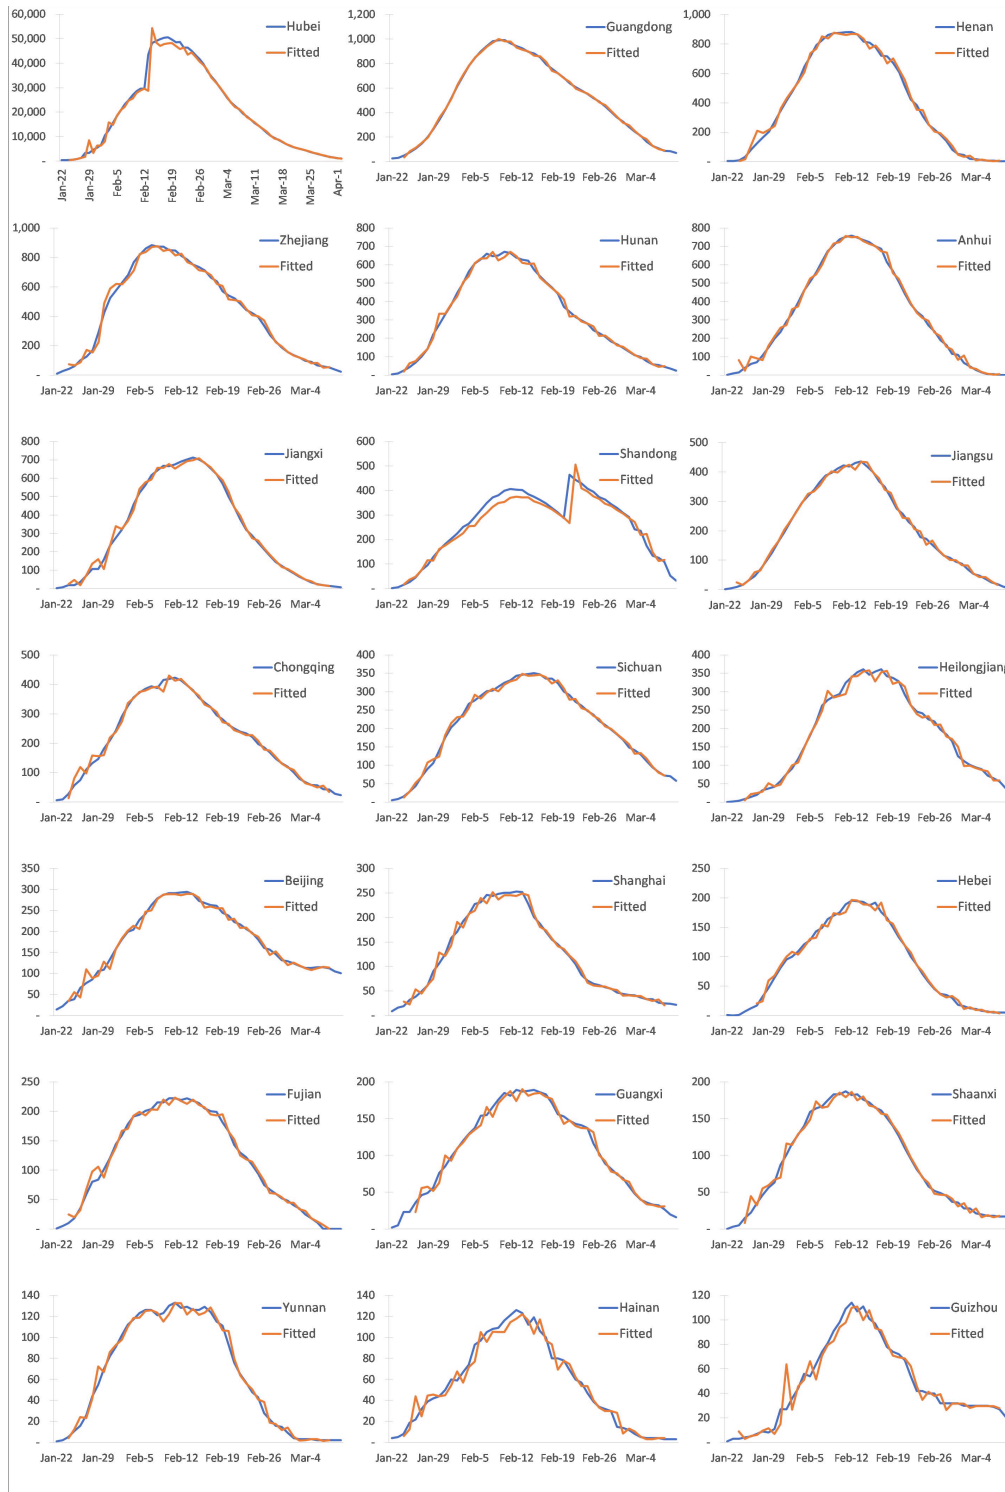 Hubei
Fitted
60,000
50,000
40,000
30,000
20,000
10,000
-
Jan-22
Jan-29
Feb-5
Feb-12
Feb-19
Feb-26
Mar-4
Mar-11
Mar-18
Mar-25
Apr-1
Guangdong
Fitted
1,200
1,000
800
600
400
200
-
Jan-22 Jan-29 Feb-5 Feb-12 Feb-19 Feb-26 Mar-4
Henan
Fitted
1,000
800
600
400
200
-
Jan-22 Jan-29 Feb-5 Feb-12 Feb-19 Feb-26 Mar-4
Zhejiang
Fitted
1,000
800
600
400
200
-
Jan-22 Jan-29 Feb-5 Feb-12 Feb-19 Feb-26 Mar-4
Hunan
Fitted
800
700
600
500
400
300
200
100
-
Jan-22 Jan-29 Feb-5 Feb-12 Feb-19 Feb-26 Mar-4
Anhui
Fitted
800
700
600
500
400
300
200
100
-
Jan-22 Jan-29 Feb-5 Feb-12 Feb-19 Feb-26 Mar-4
Jiangxi
Fitted
800
700
600
500
400
300
200
100
-
Jan-22 Jan-29 Feb-5 Feb-12 Feb-19 Feb-26 Mar-4
Shandong
Fitted
600
500
400
300
200
100
-
Jan-22 Jan-29 Feb-5 Feb-12 Feb-19 Feb-26 Mar-4
Jiangsu
Fitted
500
400
300
200
100
-
Jan-22 Jan-29 Feb-5 Feb-12 Feb-19 Feb-26 Mar-4
Chongqing
Fitted
500
400
300
200
100
-
Jan-22 Jan-29 Feb-5 Feb-12 Feb-19 Feb-26 Mar-4
Sichuan
Fitted
400
350
300
250
200
150
100
50
-
Jan-22 Jan-29 Feb-5 Feb-12 Feb-19 Feb-26 Mar-4
Heilongjiang
Fitted
400
350
300
250
200
150
100
50
-
Jan-22 Jan-29 Feb-5 Feb-12 Feb-19 Feb-26 Mar-4
Beijing
Fitted
350
300
250
200
150
100
50
-
Jan-22 Jan-29 Feb-5 Feb-12 Feb-19 Feb-26 Mar-4
Shanghai
Fitted
300
250
200
150
100
50
-
Jan-22 Jan-29 Feb-5 Feb-12 Feb-19 Feb-26 Mar-4
Hebei
Fitted
250
200
150
100
50
-
Jan-22 Jan-29 Feb-5 Feb-12 Feb-19 Feb-26 Mar-4
Fujian
Fitted
250
200
150
100
50
-
Jan-22 Jan-29 Feb-5 Feb-12 Feb-19 Feb-26 Mar-4
Guangxi
Fitted
200
150
100
50
-
Jan-22 Jan-29 Feb-5 Feb-12 Feb-19 Feb-26 Mar-4
Shaanxi
Fitted
200
150
100
50
-
Jan-22 Jan-29 Feb-5 Feb-12 Feb-19 Feb-26 Mar-4
Yunnan
Fitted
140
120
100
80
60
40
20
-
Jan-22 Jan-29 Feb-5 Feb-12 Feb-19 Feb-26 Mar-4
Hainan
Fitted
140
120
100
80
60
40
20
-
Jan-22 Jan-29 Feb-5 Feb-12 Feb-19 Feb-26 Mar-4
Guizhou
Fitted
120
100
80
60
40
20
-
Jan-22 Jan-29 Feb-5 Feb-12 Feb-19 Feb-26 Mar-4